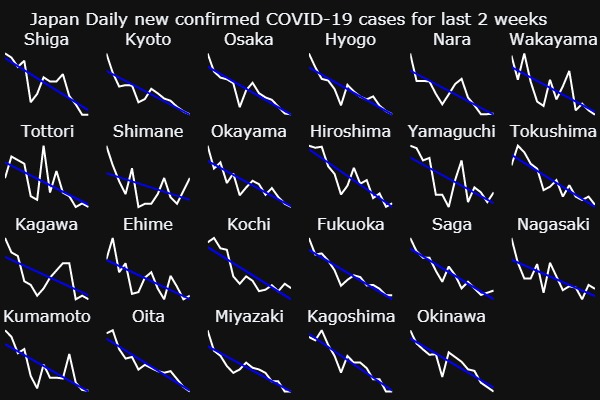 Japan Daily new confirmed COVID-19 cases for last 2 weeks
Shiga Kyoto Osaka Hyogo Nara Wakayama
Tottori Shimane Okayama Hiroshima Yamaguchi Tokushima
Kagawa Ehime Kochi Fukuoka Saga Nagasaki
Kumamoto Oita Miyazaki Kagoshima Okinawa